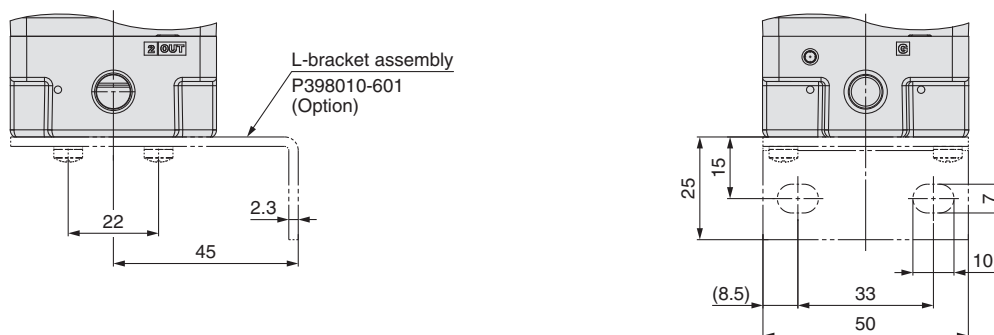 2 OUT
L-bracket assembly
P398010-601
(Option)
2.3
22
45
G
15
25
7
10
(8.5)
33
50